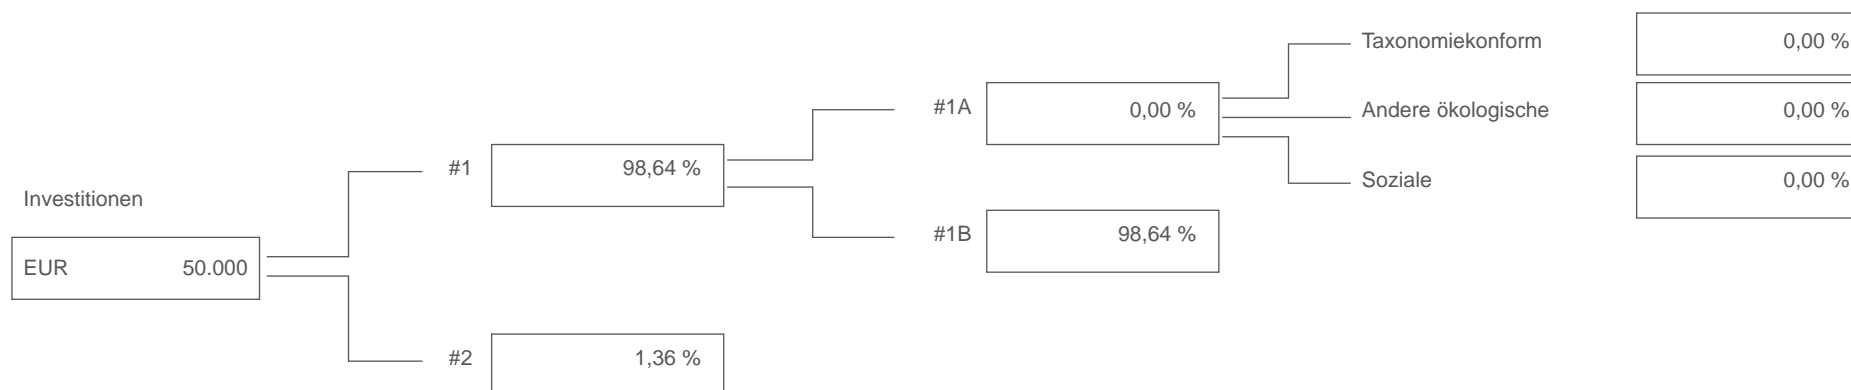 Taxonomiekonform 0,00 %
#1A 0,00 % Andere ökologische 0,00 %
#1 98,64 % Soziale 0,00 %
Investitionen
#1B 98,64 %
EUR 50.000
#2 1,36 %